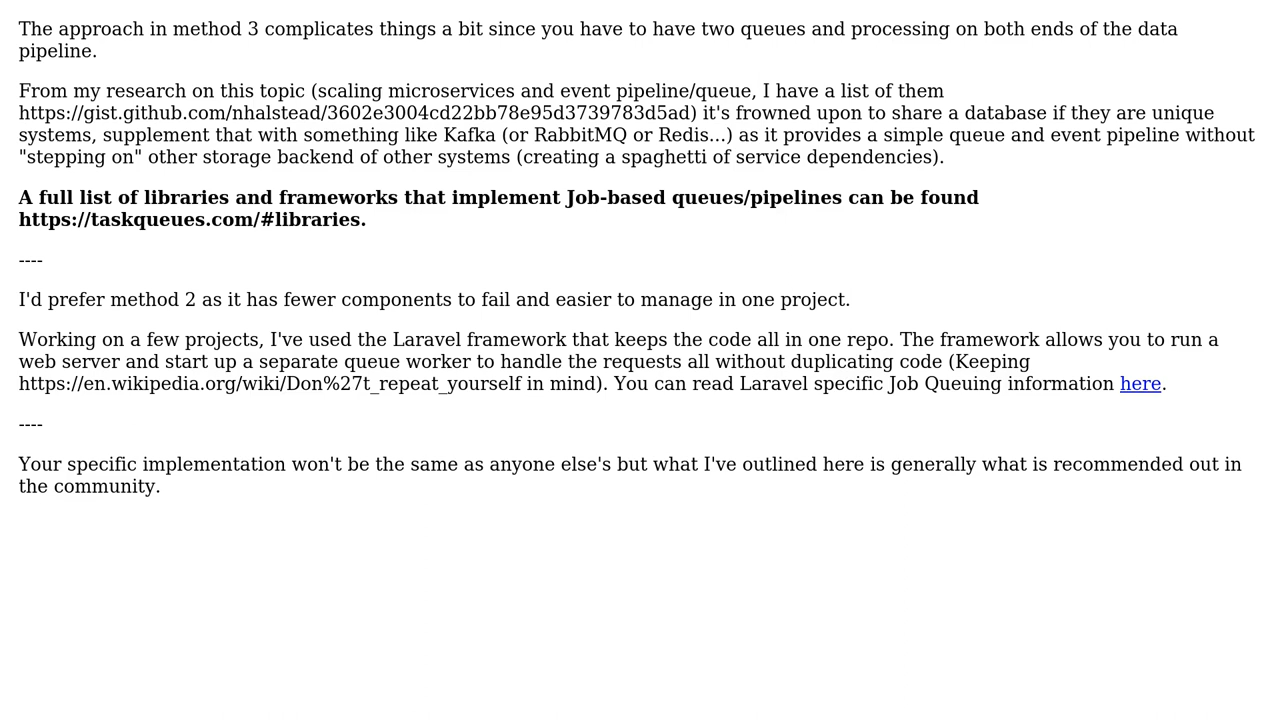 The approach in method 3 complicates things a bit since you have to have two queues and processing on both ends of the data
pipeline.
From my research on this topic (scaling microservices and event pipeline/queue, I have a list of them
https://gist.github.com/nhalstead/3602e3004cd22bb78e95d3739783d5ad) it's frowned upon to share a database if they are unique
systems, supplement that with something like Kafka (or RabbitMQ or Redis...) as it provides a simple queue and event pipeline without
"stepping on" other storage backend of other systems (creating a spaghetti of service dependencies).
A full list of libraries and frameworks that implement Job-based queues/pipelines can be found
https://taskqueues.com/#libraries.
----
I'd prefer method 2 as it has fewer components to fail and easier to manage in one project.
Working on a few projects, I've used the Laravel framework that keeps the code all in one repo. The framework allows you to run a
web server and start up a separate queue worker to handle the requests all without duplicating code (Keeping
https://en.wikipedia.org/wiki/Don%27t_repeat_yourself in mind). You can read Laravel specific Job Queuing information here.
----
Your specific implementation won't be the same as anyone else's but what I've outlined here is generally what is recommended out in
the community.